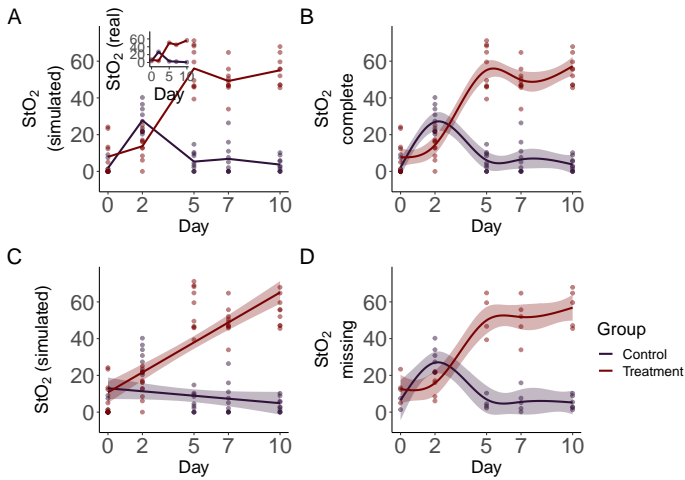 A
StO2 (real)
60
40
20
0
0
5
10
Day
StO2
(simulated)
60
40
20
0
0
2
5
7
10
Day
B
StO2
complete
60
40
20
0
0
2
5
7
10
Day
C
StO2 (simulated)
60
40
20
0
0
2
5
7
10
Day
D
StO2
missing
60
40
20
0
0
2
5
7
10
Day
Group
Control
Treatment